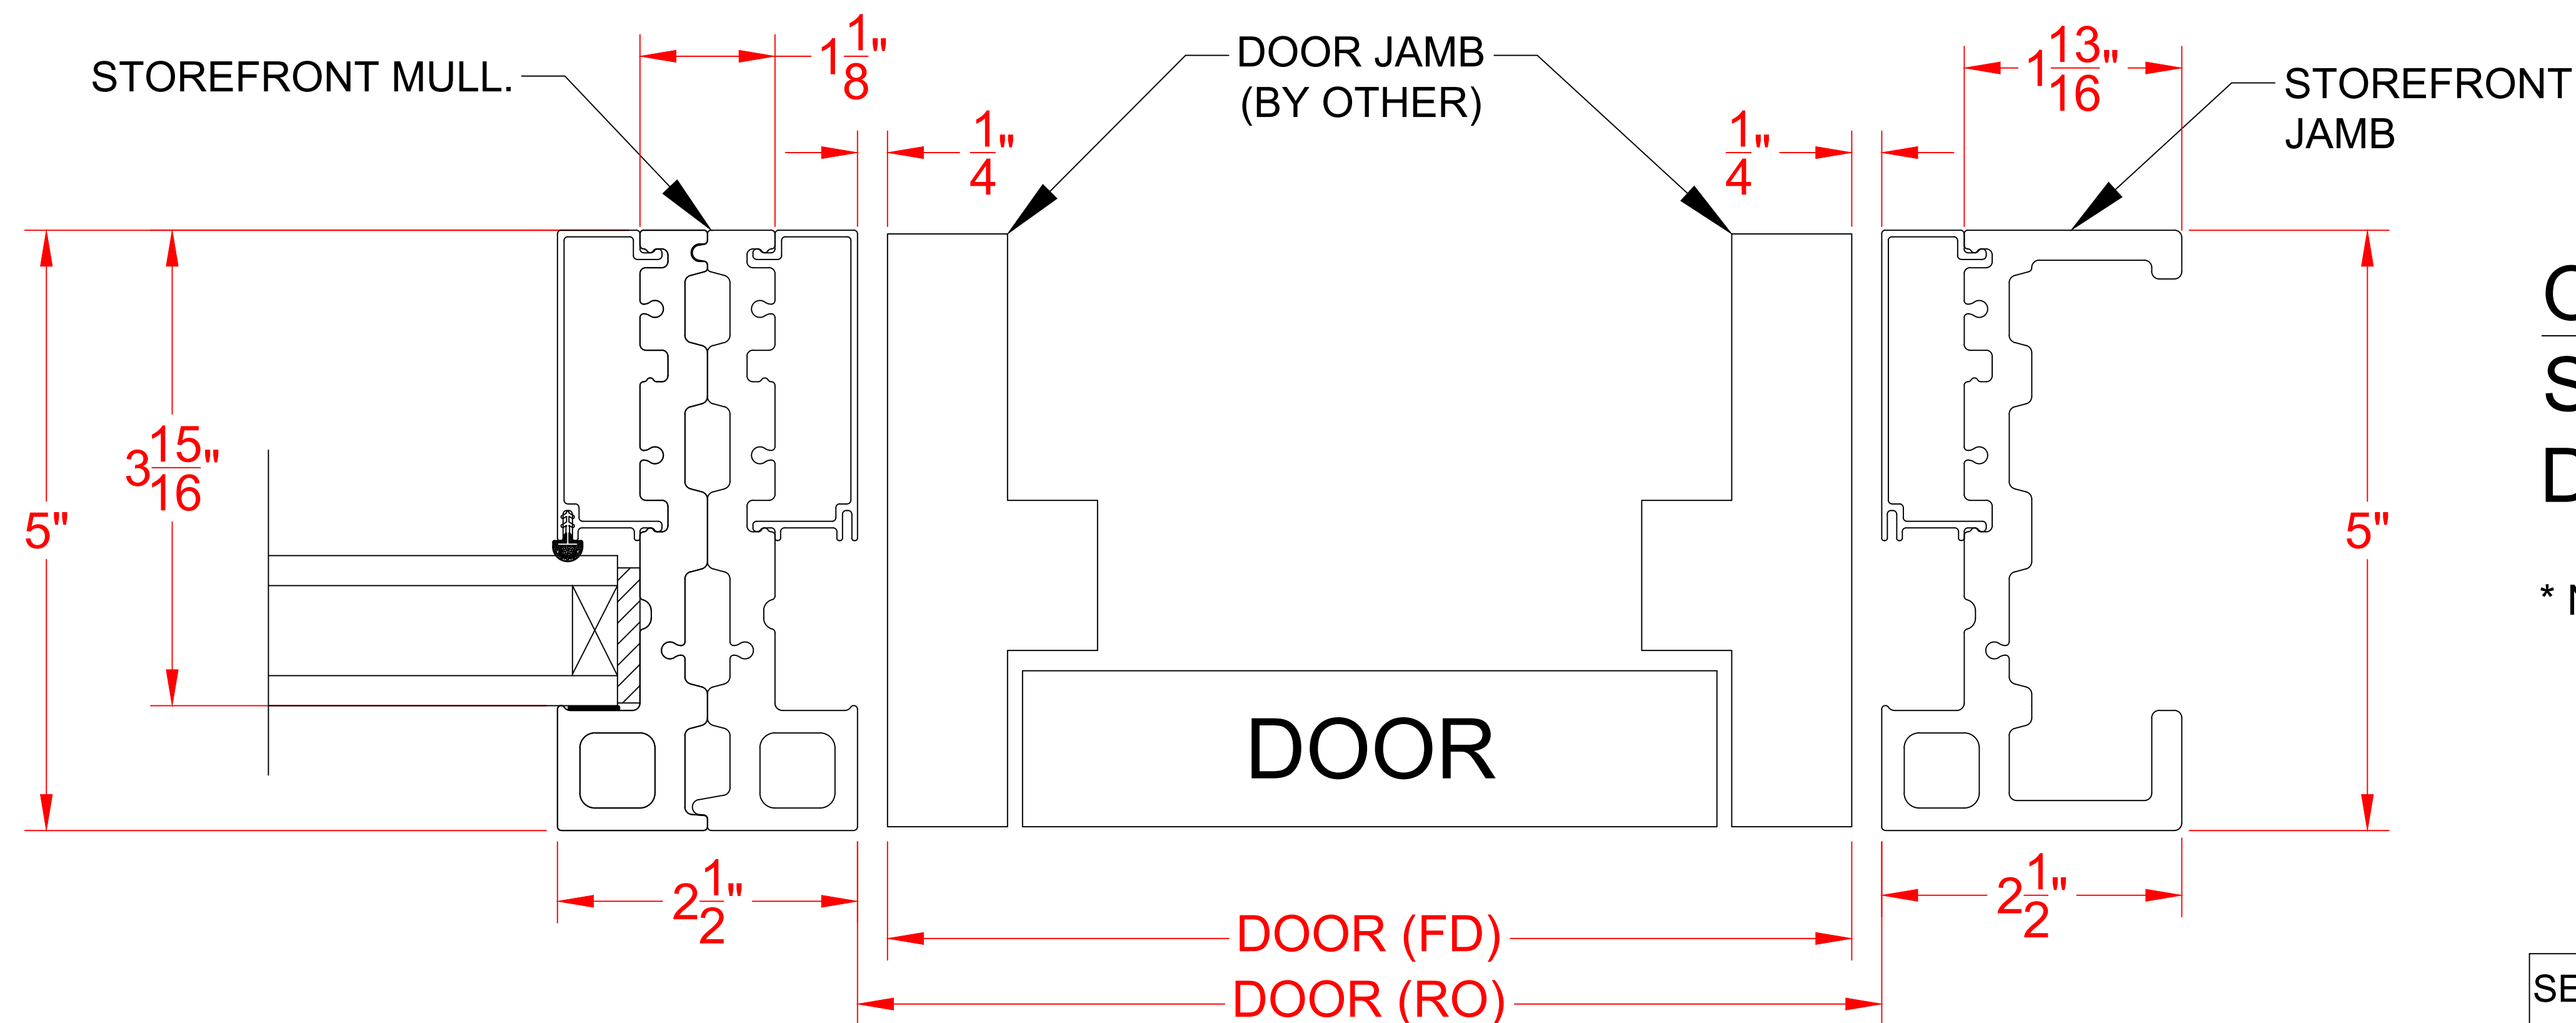 STOREFRONT MULL.
1 1/8"
DOOR JAMB
(BY OTHER)
1 13/16"
STOREFRONT
JAMB
1/4"
1/4"
3 15/16"
5"
5"
DOOR
2 1/2"
2 1/2"
DOOR (FD)
DOOR (RO)
S
D
*
SE